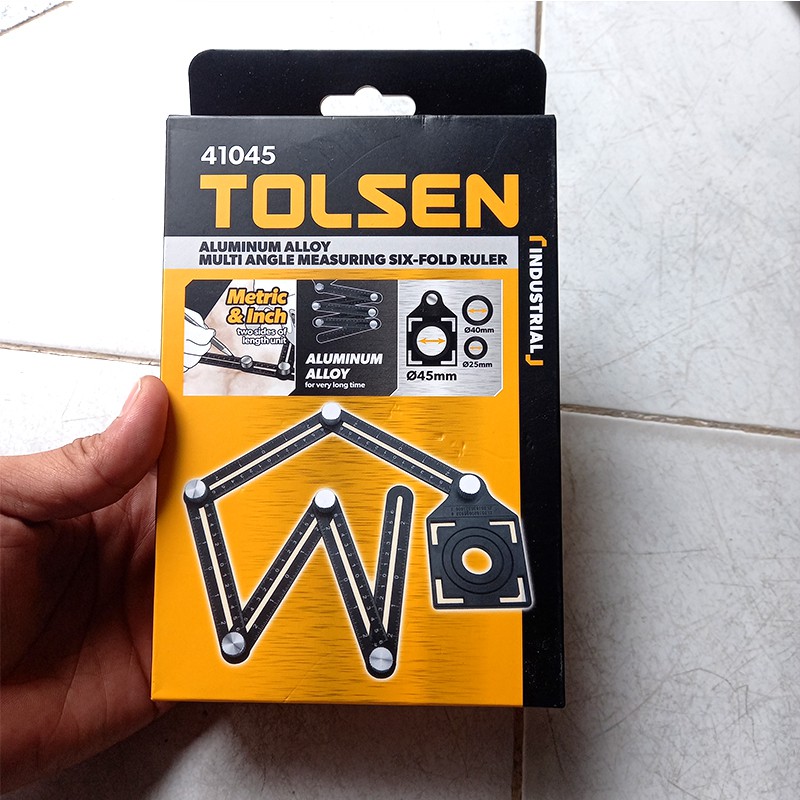 41045
TOLSEN
ALUMINUM ALLOY
MULTI ANGLE MEASURING SIX-FOLD RULER
INDUSTRIAL
Metric
& Inch
two sides of
length unit
ALUMINUM
ALLOY
for very long time
Ø40mm
Ø25mm
Ø45mm